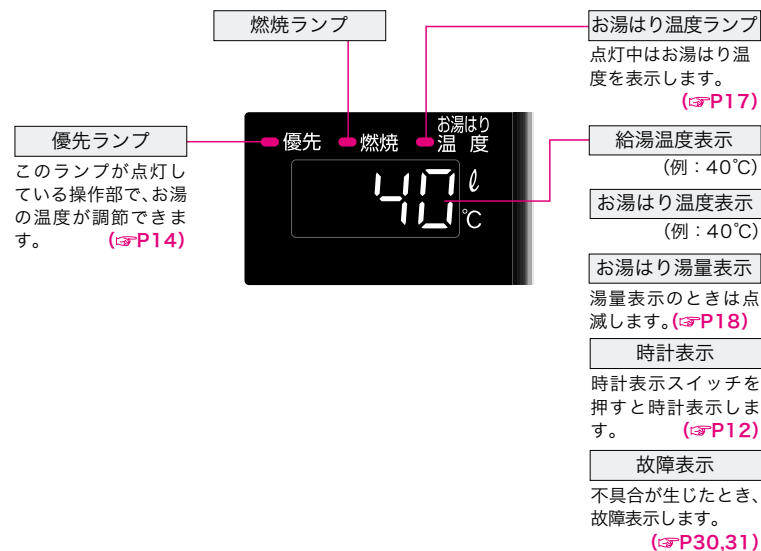 燃焼ランプ
お湯はり温度ランプ
点灯中はお湯はり温
度を表示します。
(☞P17)
優先ランプ
このランプが点灯し
ている操作部で、お湯
の温度が調節できま
す。 (☞P14)
優先 燃焼 お湯はり
温 度
40 ℓ
℃
給湯温度表示
(例：40℃)
お湯はり温度表示
(例：40℃)
お湯はり湯量表示
湯量表示のときは点
滅します。(☞P18)
時計表示
時計表示スイッチを
押すと時計表示しま
す。 (☞P12)
故障表示
不具合が生じたとき、
故障表示します。
(☞P30,31)